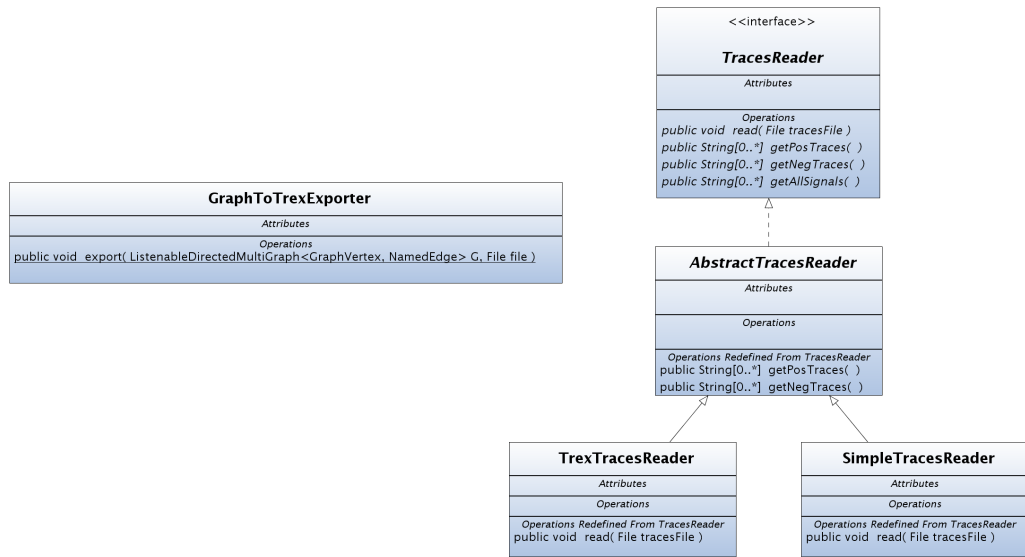 <<interface>>
TracesReader
Attributes
Operations
public void read( File tracesFile )
public String[0..*] getPosTraces( )
public String[0..*] getNegTraces( )
public String[0..*] getAllSignals( )
GraphToTrexExporter
Attributes
Operations
public void export( ListenableDirectedMultiGraph<GraphVertex, NamedEdge> G, File file )
AbstractTracesReader
Attributes
Operations
Operations Redefined From TracesReader
public String[0..*] getPosTraces( )
public String[0..*] getNegTraces( )
TrexTracesReader
Attributes
Operations
Operations Redefined From TracesReader
public void read( File tracesFile )
SimpleTracesReader
Attributes
Operations
Operations Redefined From TracesReader
public void read( File tracesFile )